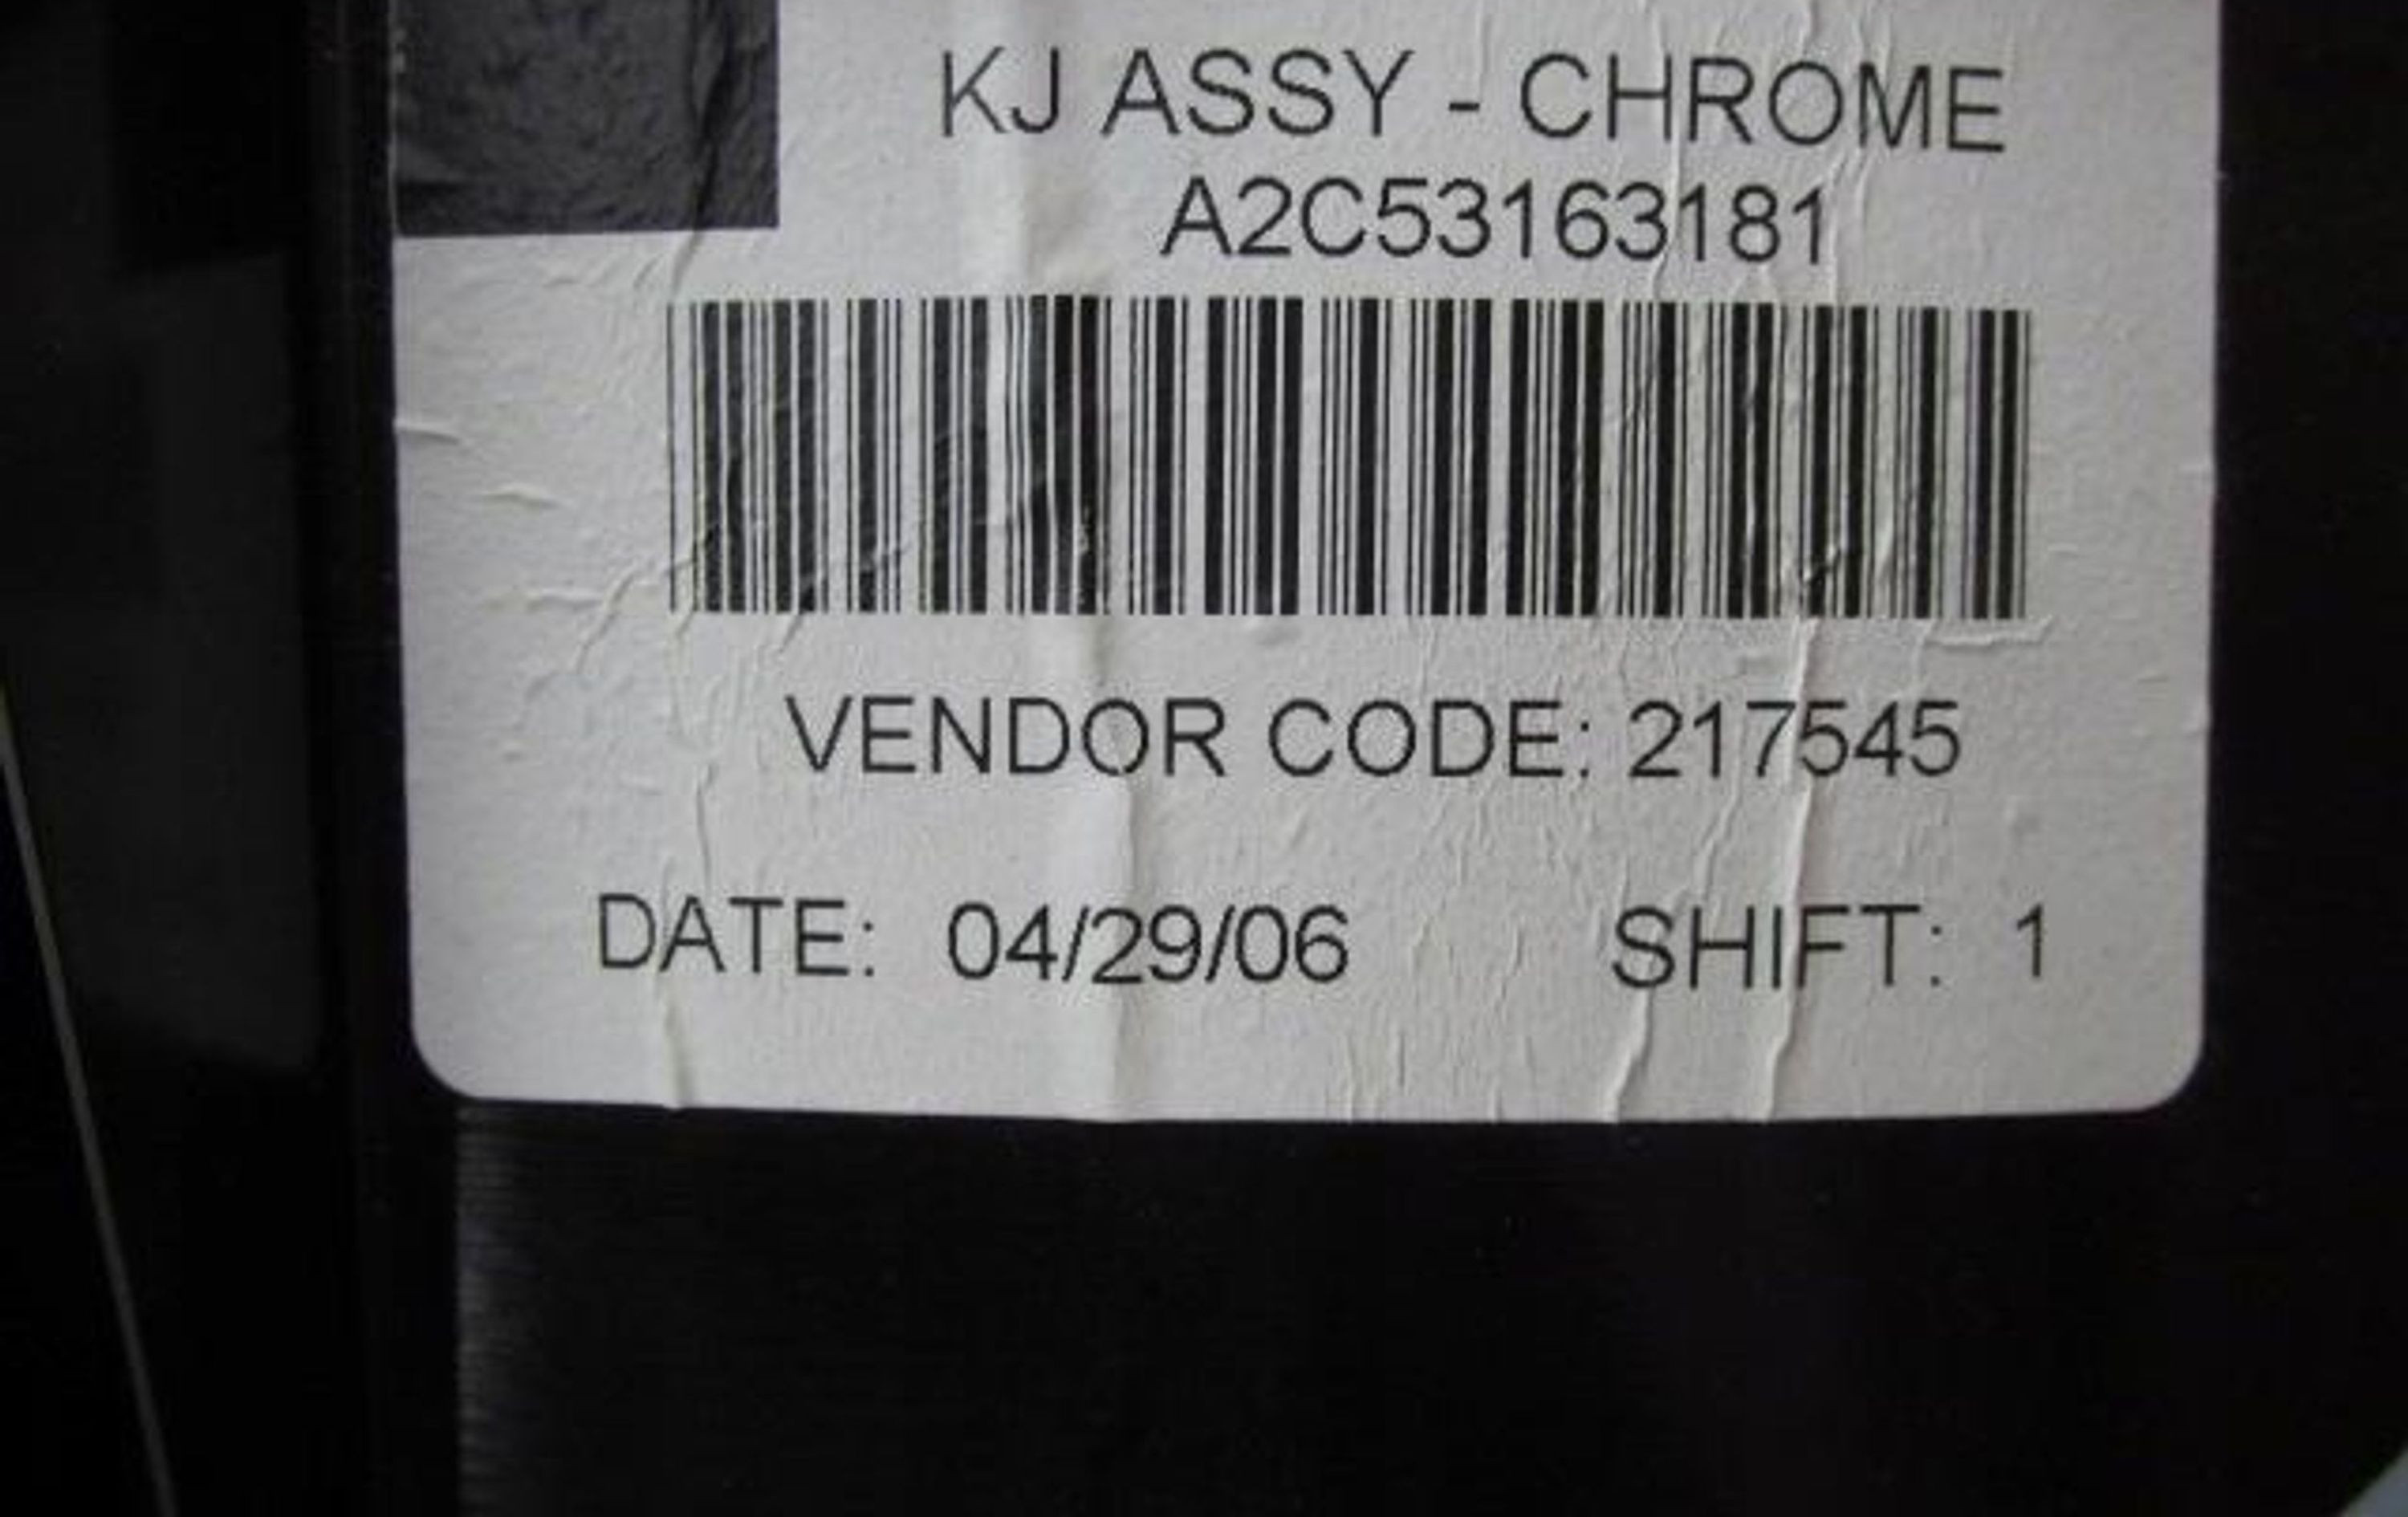 KJ ASSY - CHROME
A2C53163181
VENDOR CODE: 217545
DATE: 04/29/06 SHIFT: 1